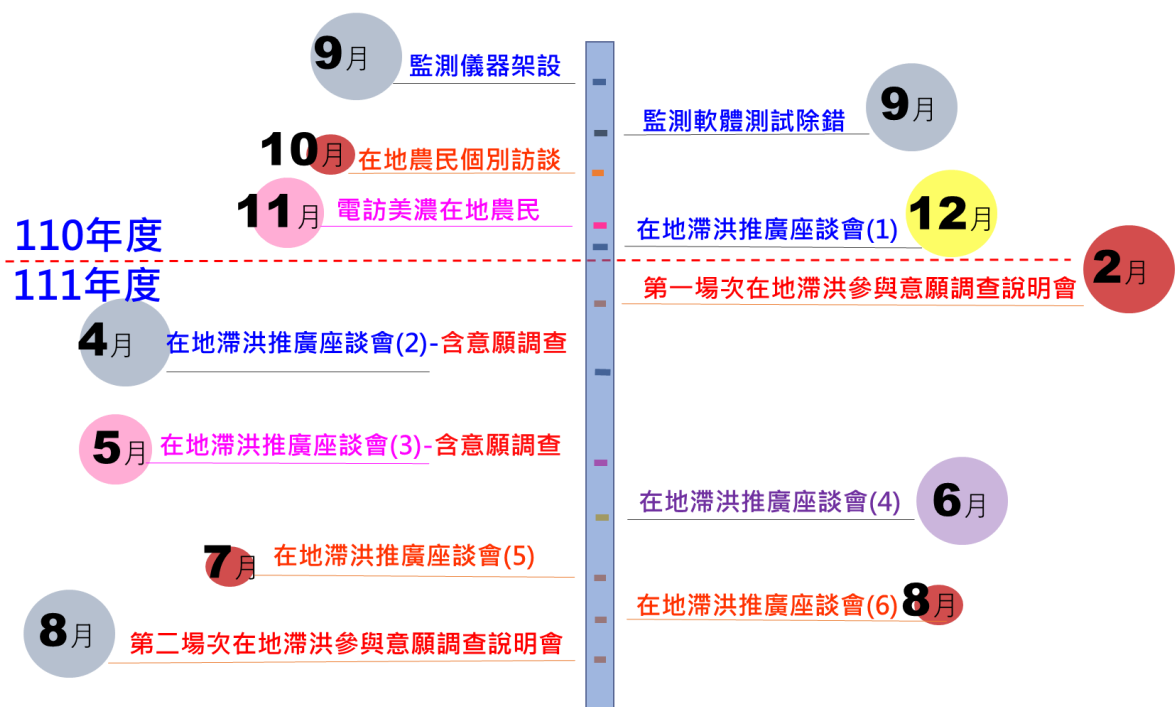 9月
監測儀器架設
9月
監測軟體測試除錯
10月
在地農民個別訪談
11月
電訪美濃在地農民
12月
在地滯洪推廣座談會(1)
110年度
111年度
2月
第一場次在地滯洪參與意願調查說明會
4月
在地滯洪推廣座談會(2)-含意願調查
5月
在地滯洪推廣座談會(3)-含意願調查
6月
在地滯洪推廣座談會(4)
7月
在地滯洪推廣座談會(5)
8月
在地滯洪推廣座談會(6)
8月
第二場次在地滯洪參與意願調查說明會